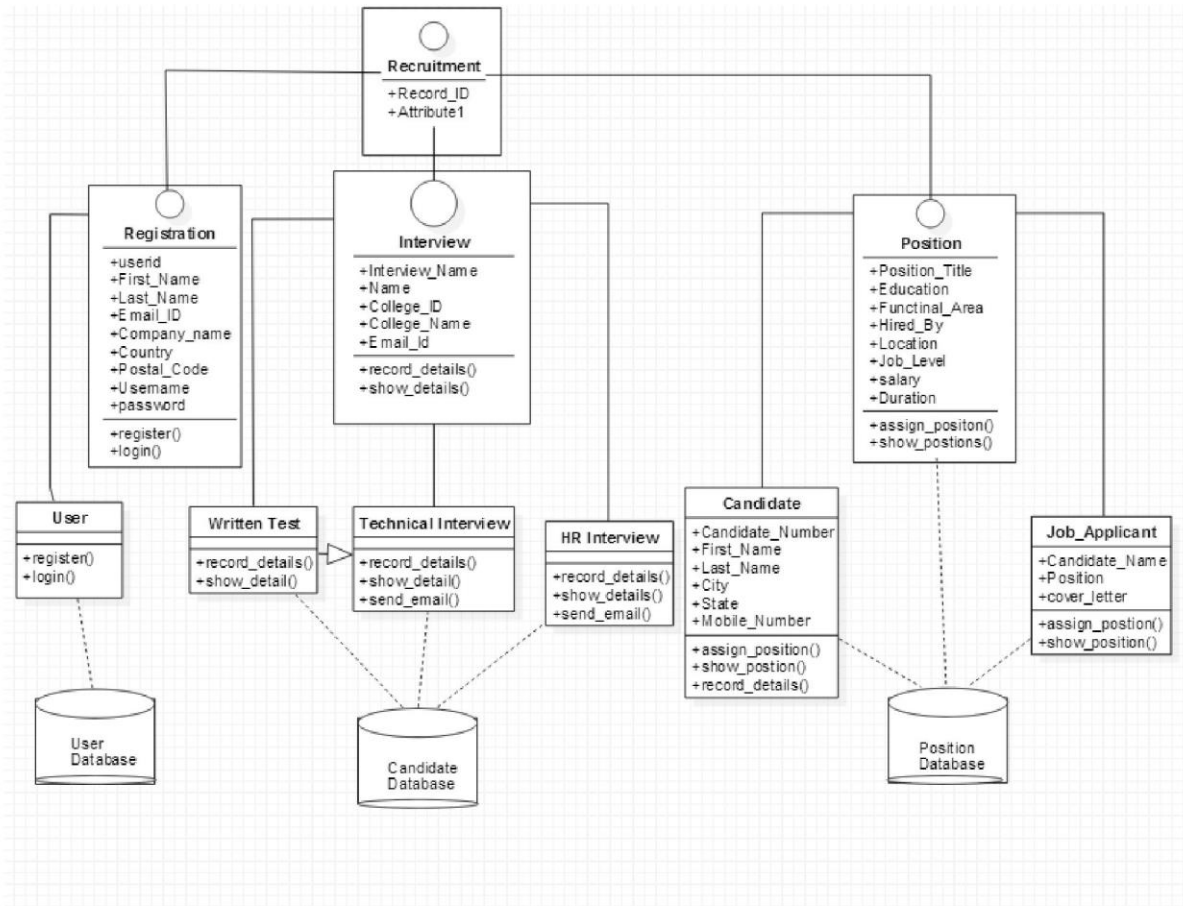 Recruitment
+Record_ID
+Attribute1
Registration
+userid
+First_Name
+Last_Name
+Email_ID
+Company_name
+Country
+Postal_Code
+Username
+password
+register()
+login()
Interview
+Interview_Name
+Name
+College_ID
+College_Name
+Email_Id
+record_details()
+show_details()
Position
+Position_Title
+Education
+Functinal_Area
+Hired_By
+Location
+Job_Level
+salary
+Duration
+assign_positon()
+show_postions()
User
+register()
+login()
Written Test
+record_details()
+show_detail()
Technical Interview
+record_details()
+show_detail()
+send_email()
HR Interview
+record_details()
+show_details()
+send_email()
Candidate
+Candidate_Number
+First_Name
+Last_Name
+City
+State
+Mobile_Number
+assign_position()
+show_postion()
+record_details()
Job_Applicant
+Candidate_Name
+Position
+cover_letter
+assign_postion()
+show_position()
User
Database
Candidate
Database
Position
Database